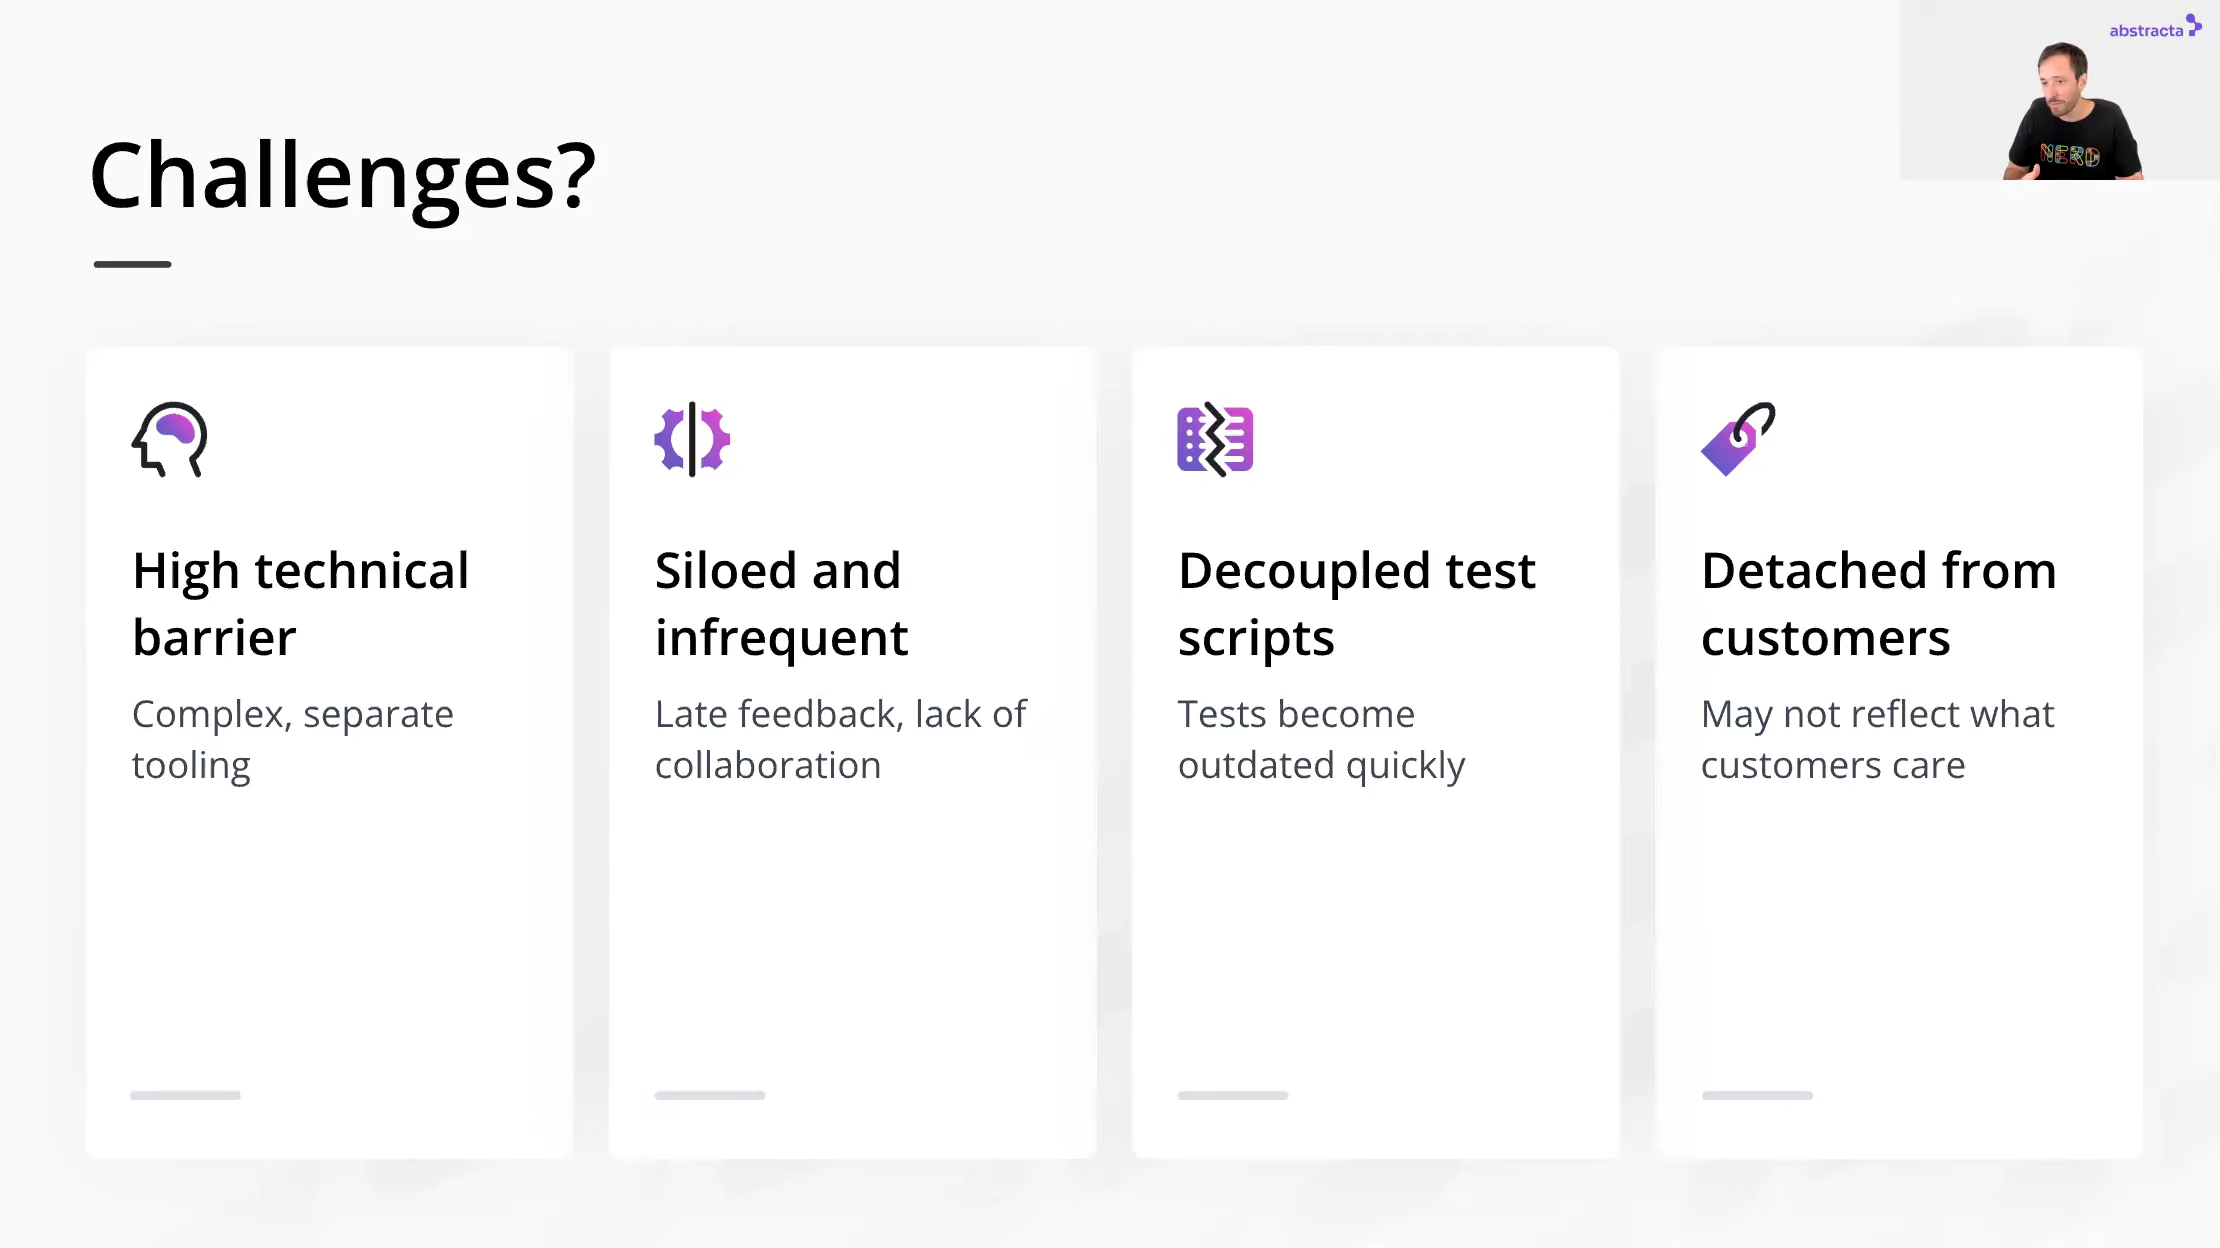 abstracta
NERD
Challenges?
High technical
barrier
Complex, separate
tooling
Siloed and
infrequent
Late feedback, lack of
collaboration
Decoupled test
scripts
Tests become
outdated quickly
Detached from
customers
May not reflect what
customers care